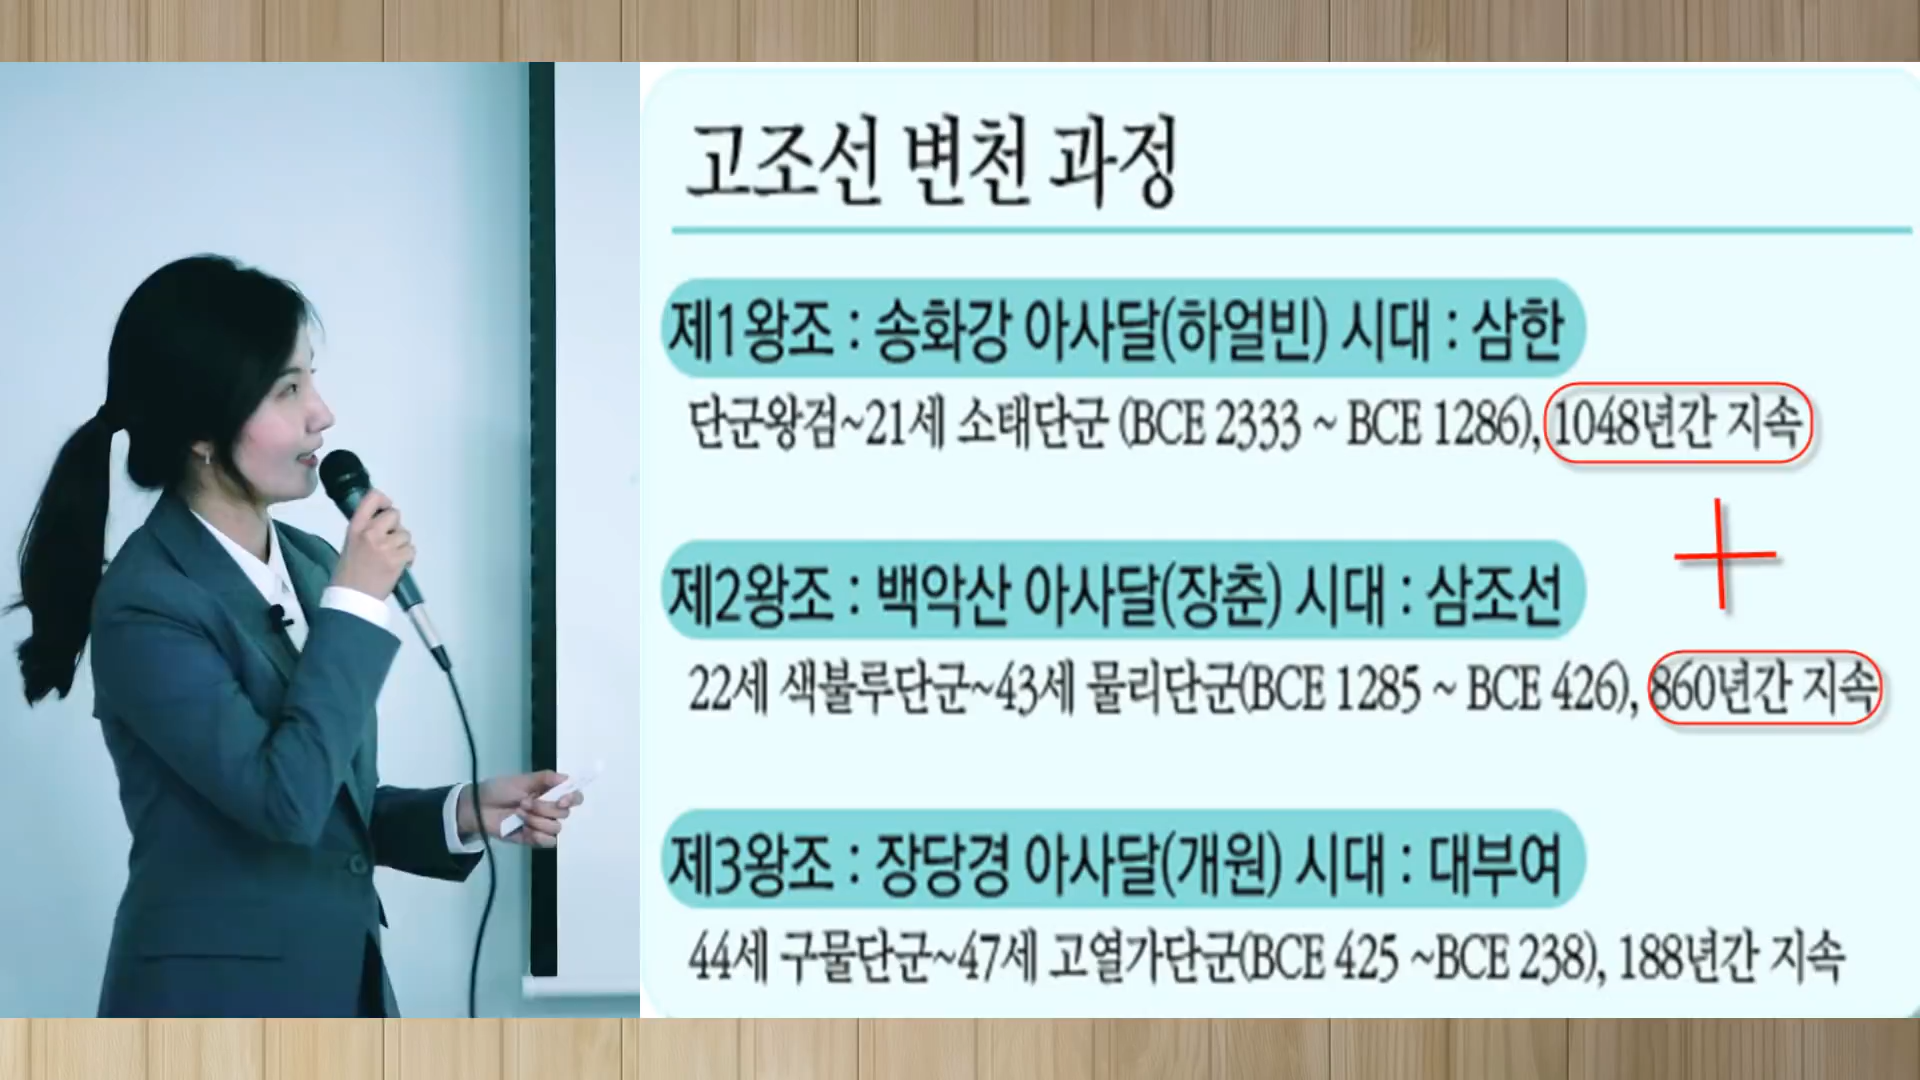 고조선 변천 과정
제1왕조 : 송화강 아사달(하얼빈) 시대 : 삼한
단군왕검~21세 소태단군 (BCE 2333 ~ BCE 1286), 1048년간 지속
제2왕조 : 백악산 아사달(장춘) 시대 : 삼조선
22세 색불루단군~43세 물리단군(BCE 1285 ~ BCE 426), 860년간 지속
제3왕조 : 장당경 아사달(개원) 시대 : 대부여
44세 구물단군~47세 고열가단군(BCE 425 ~BCE 238), 188년간 지속